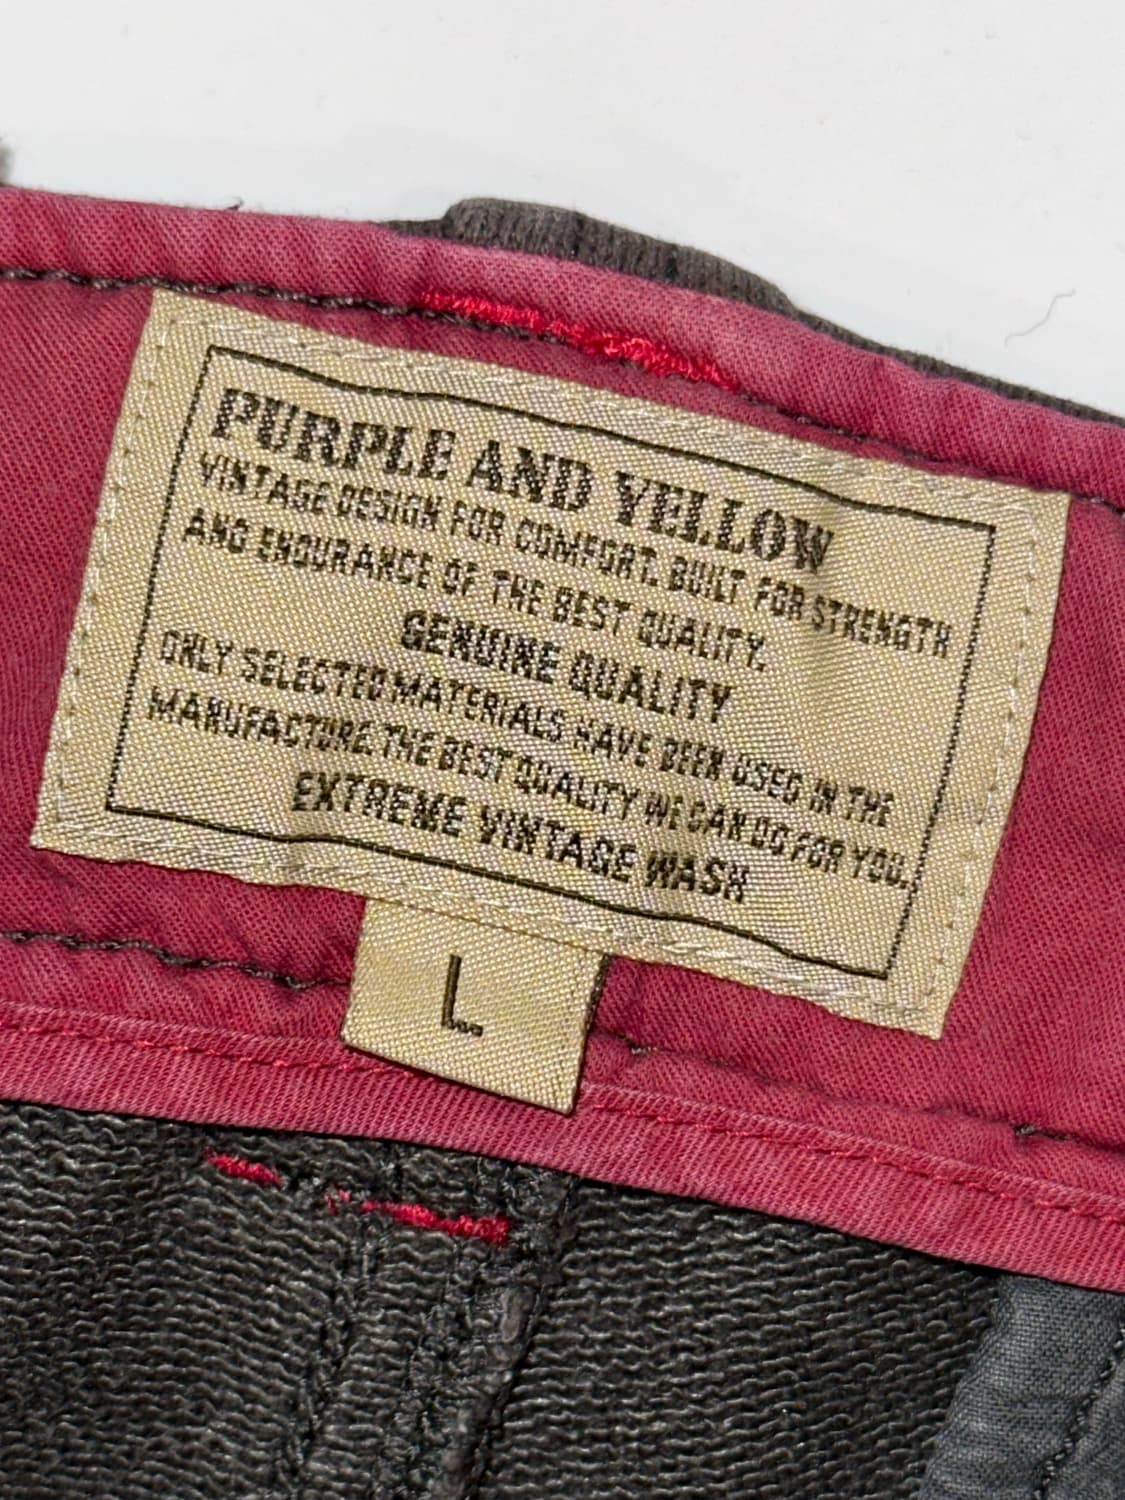 PURPLE AND YELLOW
VINTAGE DESIGN FOR COMFORT. BUILT FOR STRENGTH
AND ENDURANCE OF THE BEST QUALITY.
GENUINE QUALITY
ONLY SELECTED MATERIALS HAVE BEEN USED IN THE
MANUFACTURE.THE BEST QUALITY WE CAN DO FOR YOU.
EXTREME VINTAGE WASH
L